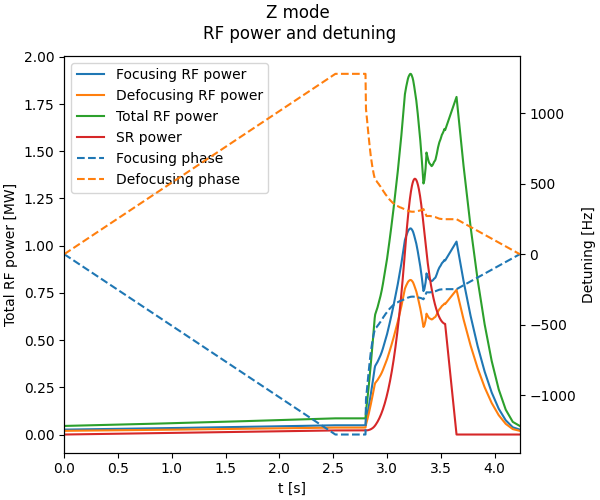 Z mode
RF power and detuning
Total RF power [MW]
2.00
1.75
1.50
1.25
1.00
0.75
0.50
0.25
0.00
Focusing RF power
Defocusing RF power
Total RF power
SR power
Focusing phase
Defocusing phase
1000
500
0
−500
−1000
Detuning [Hz]
0.0 0.5 1.0 1.5 2.0 2.5 3.0 3.5 4.0
t [s]